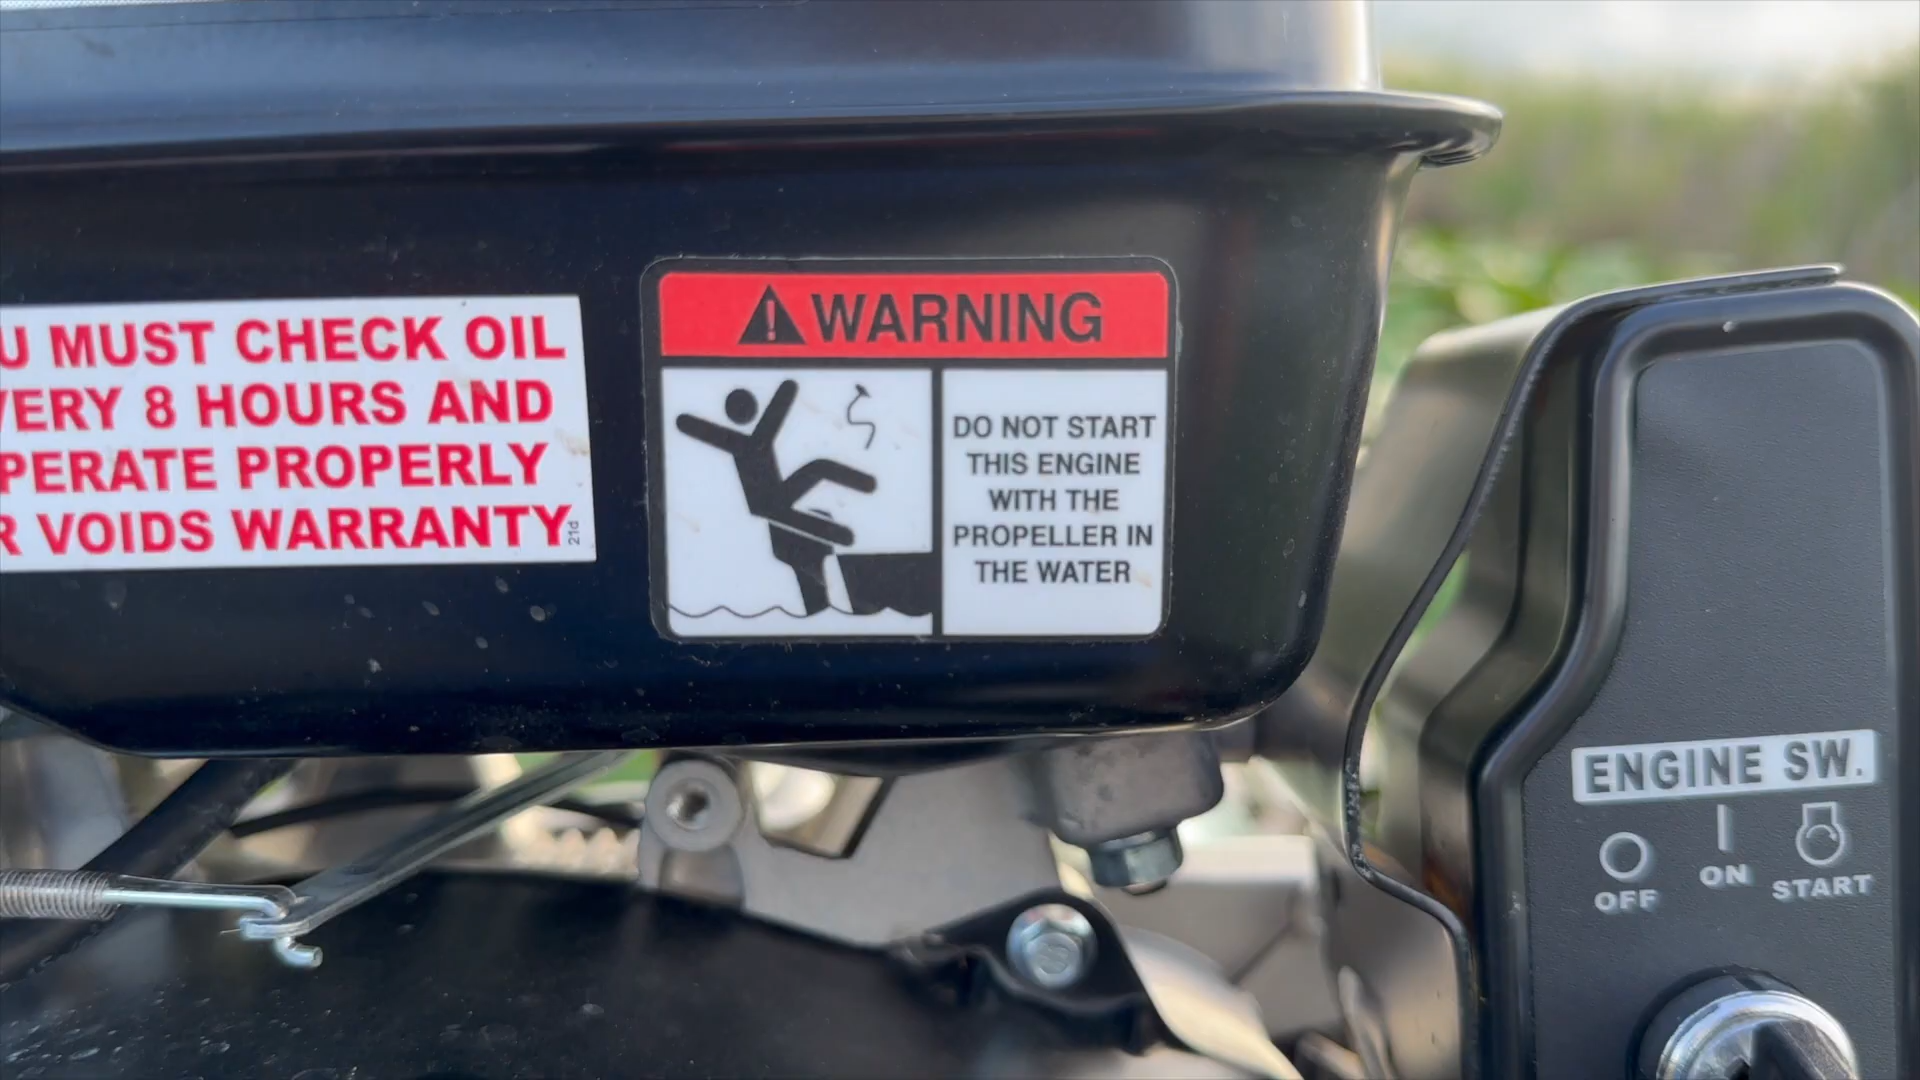 U MUST CHECK OIL
VERY 8 HOURS AND
PERATE PROPERLY
R VOIDS WARRANTY
21d
WARNING
DO NOT START
THIS ENGINE
WITH THE
PROPELLER IN
THE WATER
ENGINE SW.
OFF
ON
START